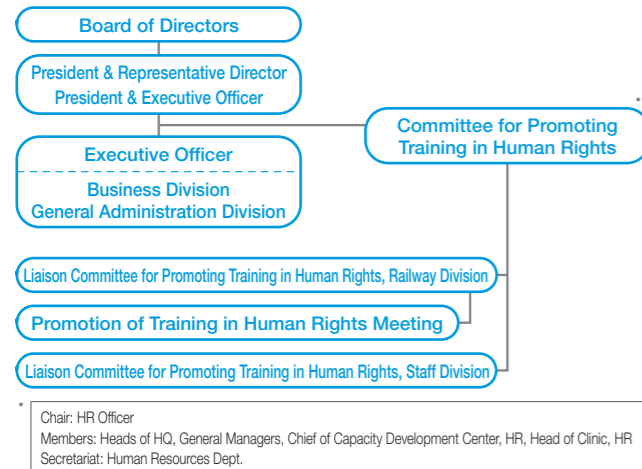 Board of Directors
President & Representative Director
President & Executive Officer
*
Committee for Promoting
Training in Human Rights
Executive Officer
Business Division
General Administration Division
Liaison Committee for Promoting Training in Human Rights, Railway Division
Promotion of Training in Human Rights Meeting
Liaison Committee for Promoting Training in Human Rights, Staff Division
*
Chair: HR Officer
Members: Heads of HQ, General Managers, Chief of Capacity Development Center, HR, Head of Clinic, HR
Secretariat: Human Resources Dept.